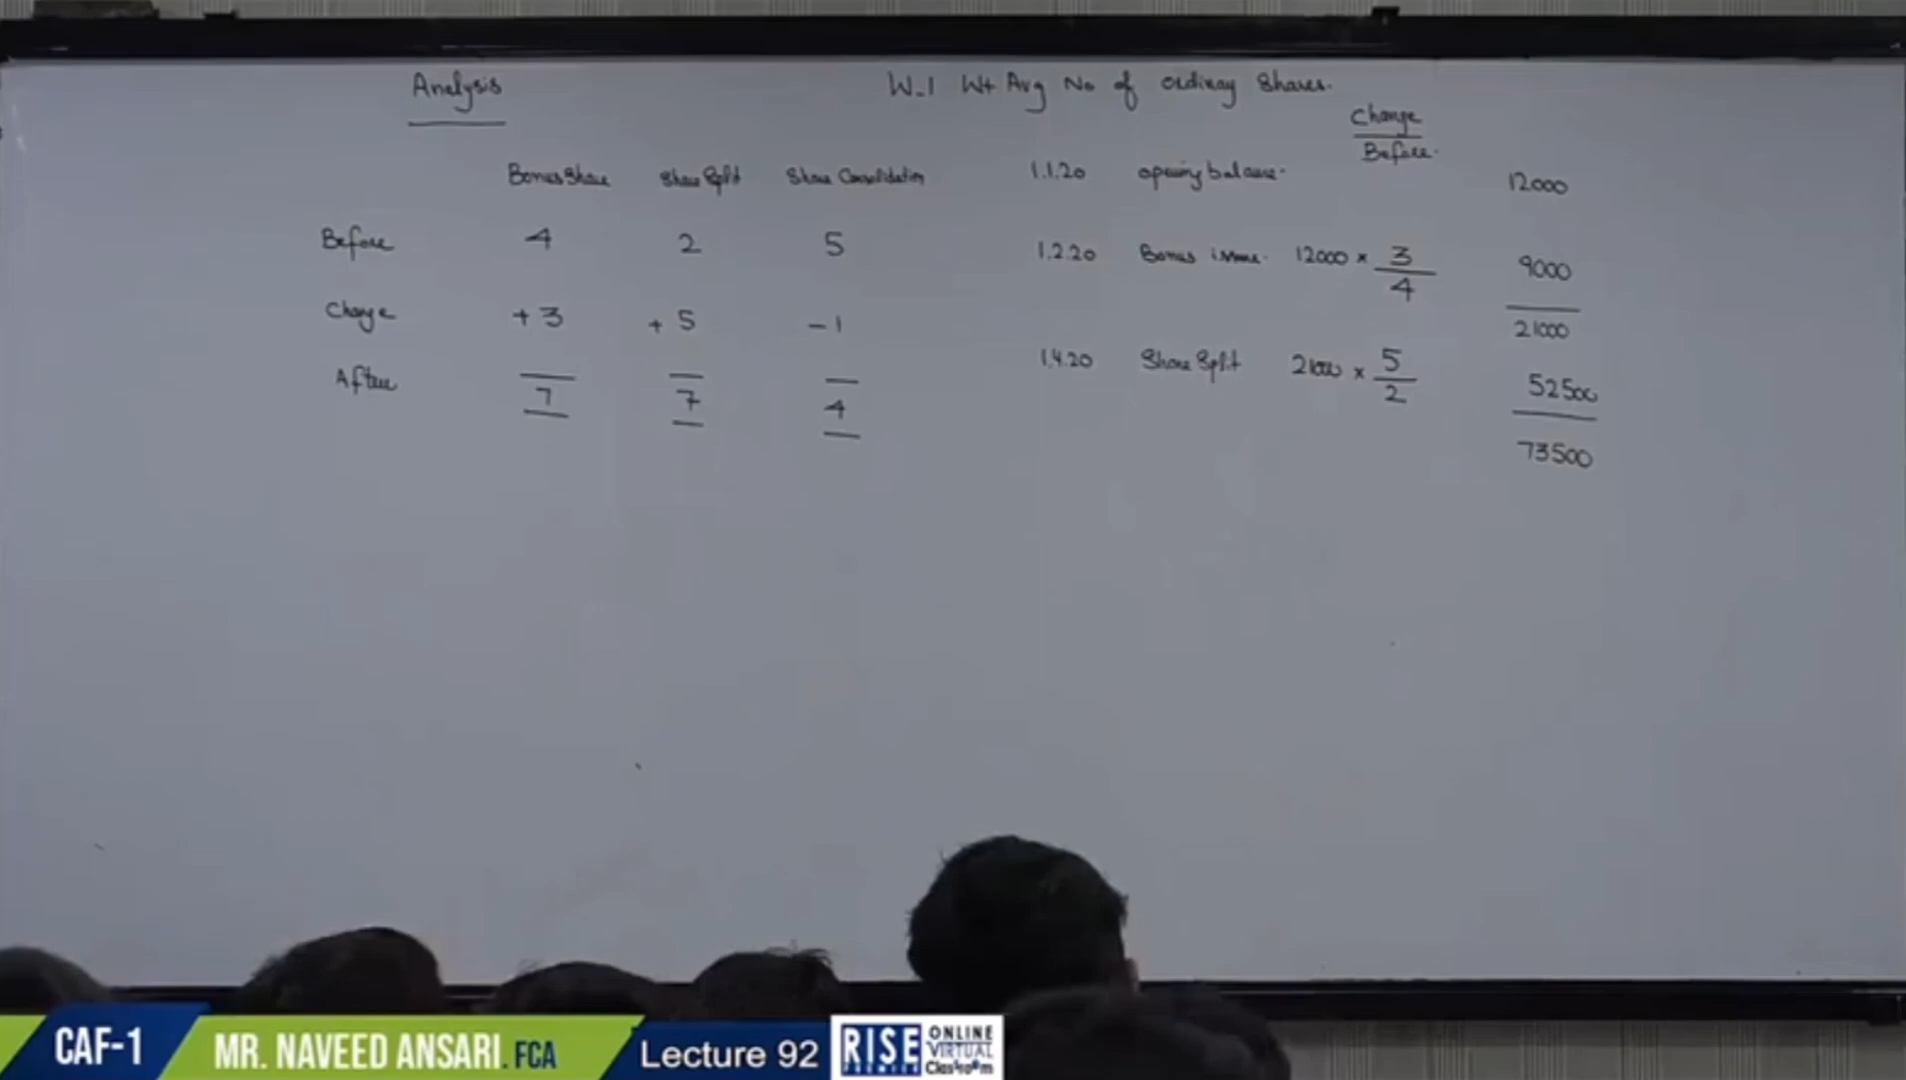 Analysis
Bonus Share Share Split Share Consolidation
Before 4 2 5
Change +3 +5 -1
After 7 7 4
W-1 Wt Avg No of ordinary Shares.
Change
Before.
1.1.20 opening balance. 12000
1.2.20 Bonus issue. 12000 × 3/4 9000
21000
1.4.20 Share Split 21000 × 5/2 52500
73500
CAF-1 MR. NAVEED ANSARI. FCA Lecture 92 RISE PREMIER ONLINE VIRTUAL Classroom